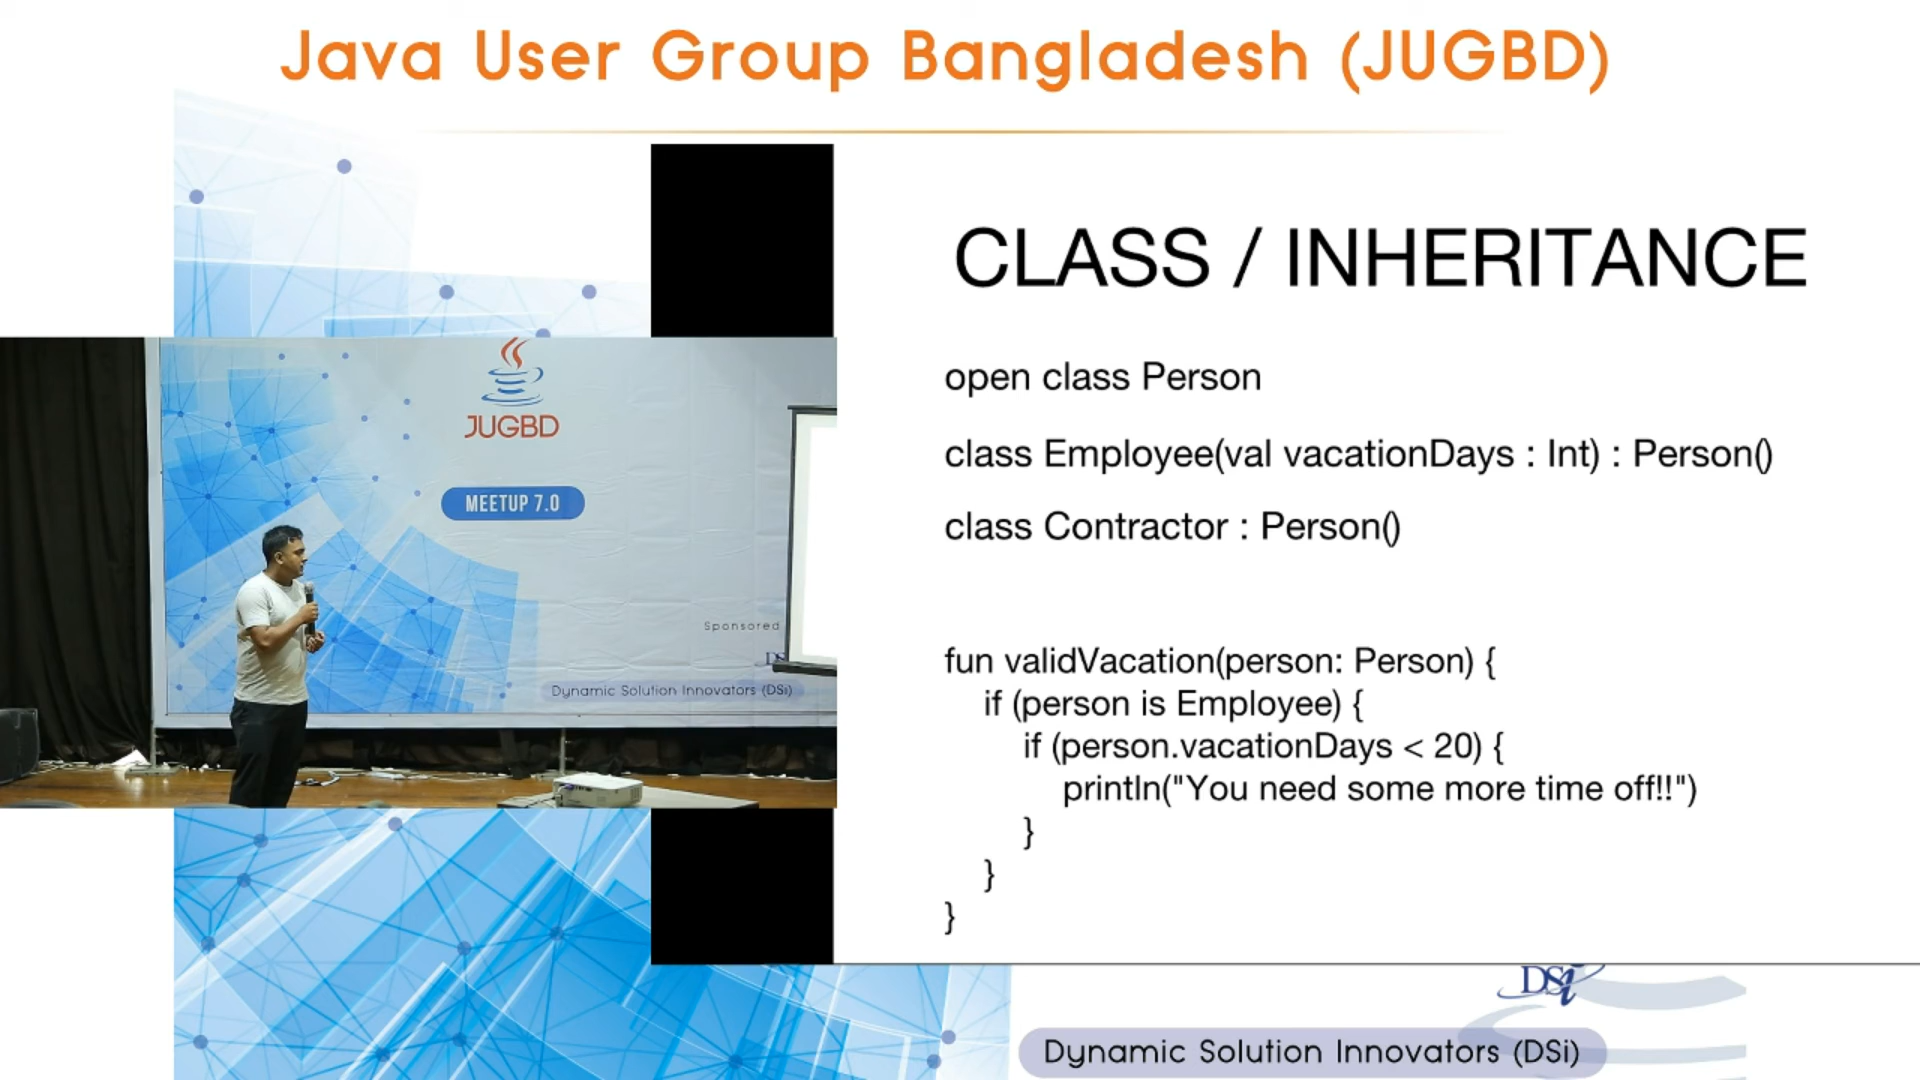 Java User Group Bangladesh (JUGBD)
CLASS / INHERITANCE
open class Person
class Employee(val vacationDays : Int) : Person()
class Contractor : Person()
fun validVacation(person: Person) {
if (person is Employee) {
if (person.vacationDays < 20) {
println("You need some more time off!!")
}
}
}
JUGBD
MEETUP 7.0
Sponsored
Dynamic Solution Innovators (DSi)
DSi
Dynamic Solution Innovators (DSi)